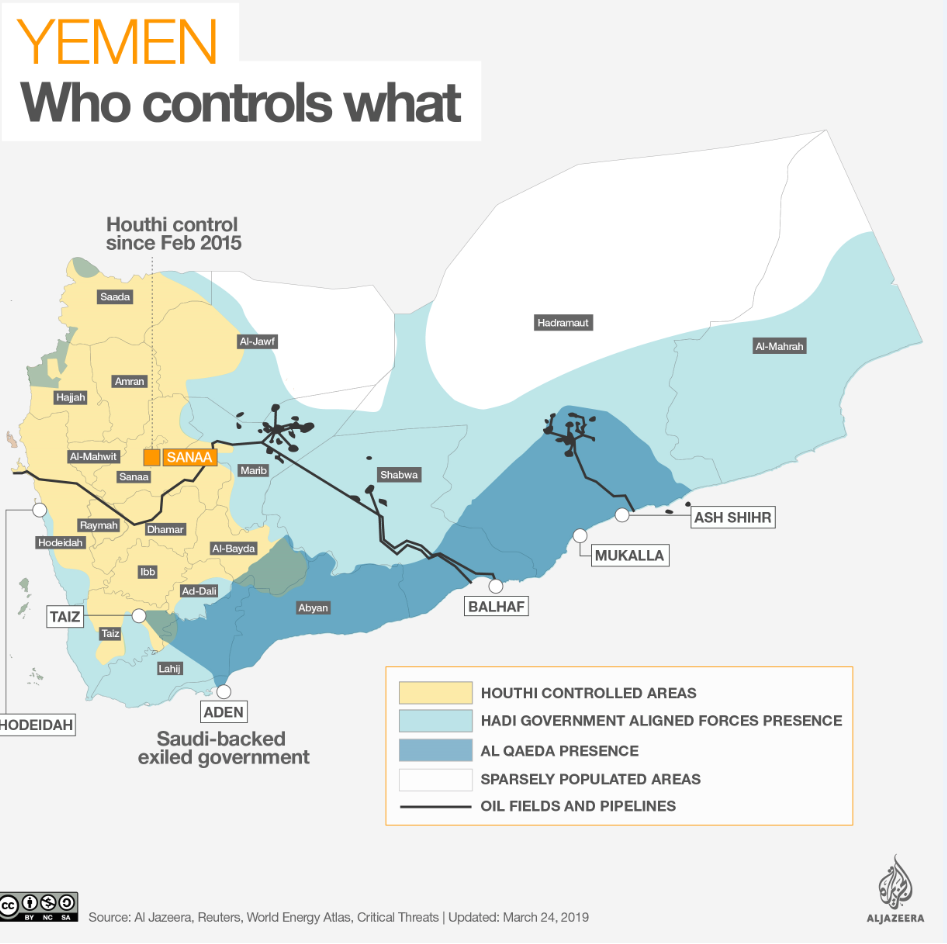 YEMEN
Who controls what
Houthi control
since Feb 2015
Saada
Al-Jawf
Hadramaut
Al-Mahrah
Amran
Hajjah
Al-Mahwit
SANAA
Sanaa
Marib
Shabwa
Raymah
Dhamar
ASH SHIHR
Hodeidah
Al-Bayda
MUKALLA
Ibb
Ad-Dali
BALHAF
Abyan
TAIZ
Taiz
Lahij
HODEIDAH
ADEN
Saudi-backed
exiled government
HOUTHI CONTROLLED AREAS
HADI GOVERNMENT ALIGNED FORCES PRESENCE
AL QAEDA PRESENCE
SPARSELY POPULATED AREAS
OIL FIELDS AND PIPELINES
cc
BY NC SA
Source: Al Jazeera, Reuters, World Energy Atlas, Critical Threats | Updated: March 24, 2019
ALJAZEERA